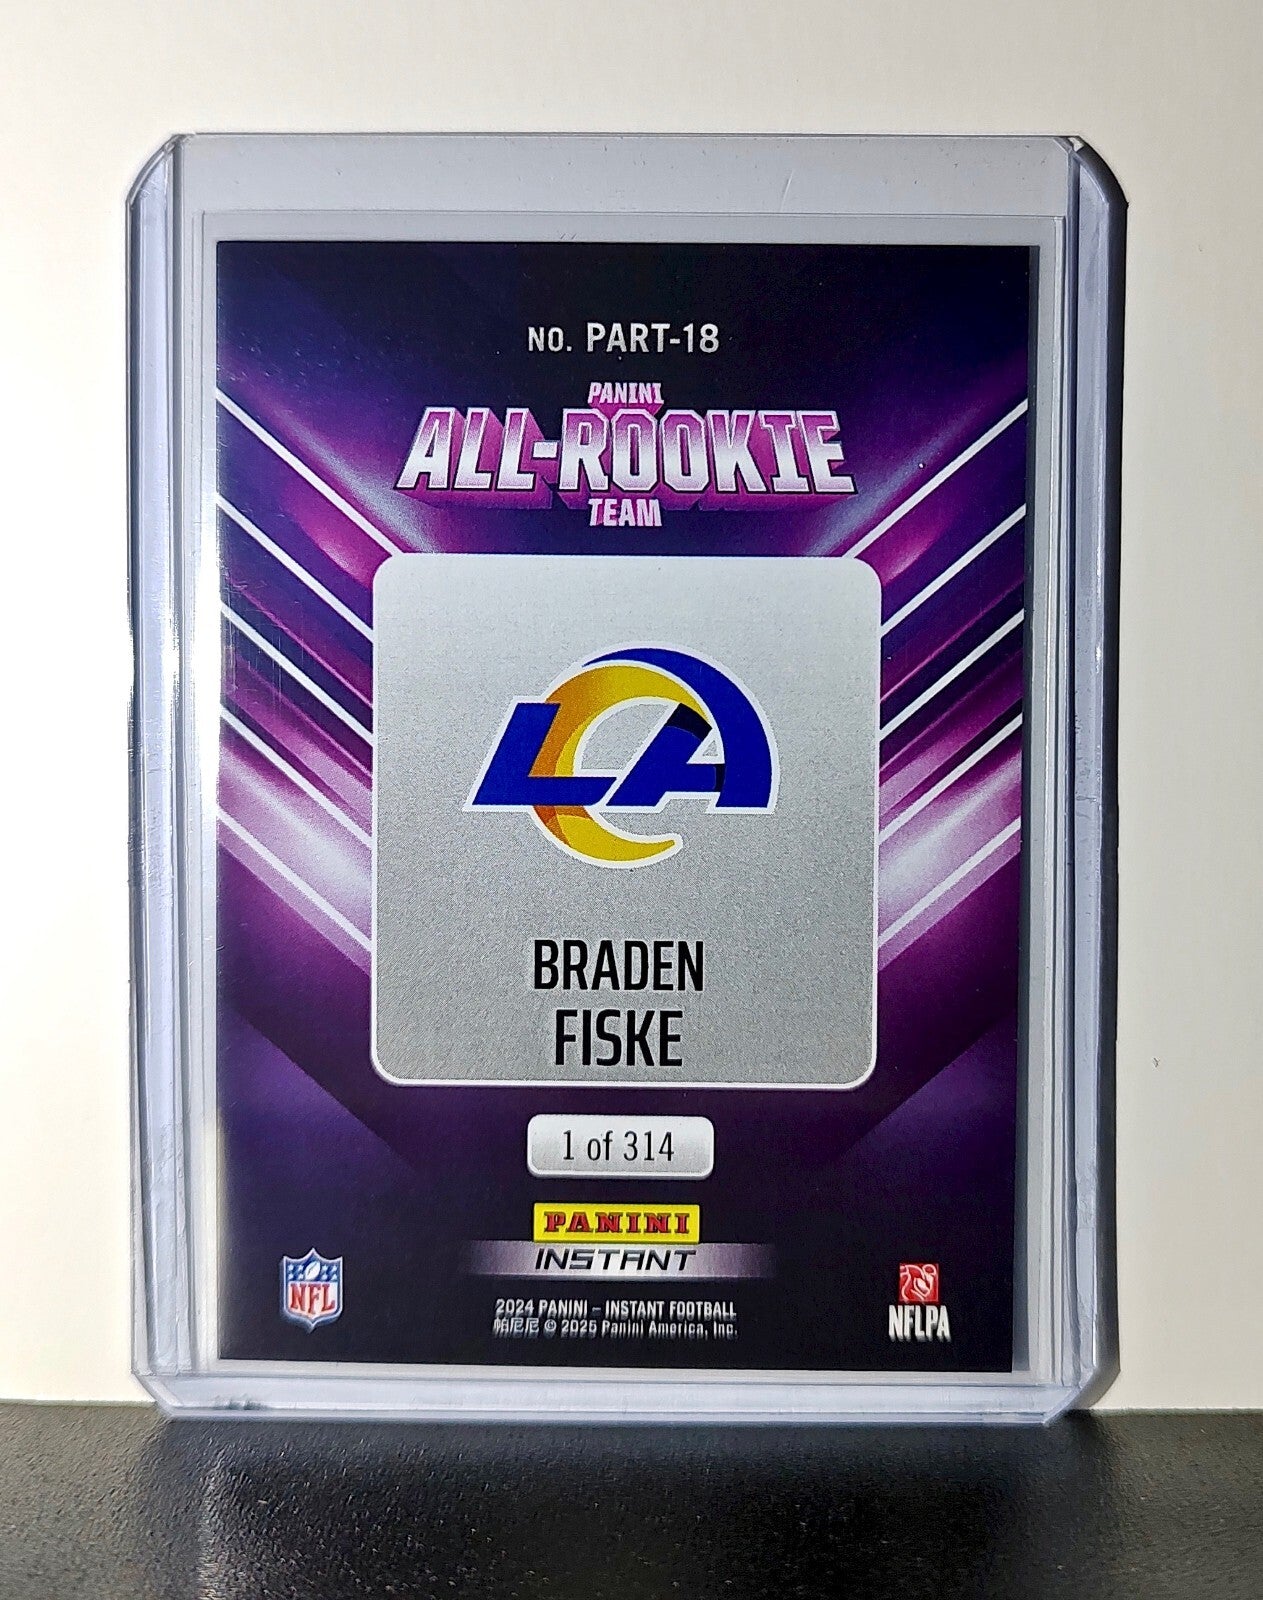 NO. PART-18
PANINI
ALL-ROOKIE
TEAM
LA
BRADEN
FISKE
1 of 314
PANINI
INSTANT
NFL
2024 PANINI – INSTANT FOOTBALL
帕尼尼 © 2025 Panini America, Inc.
NFLPA